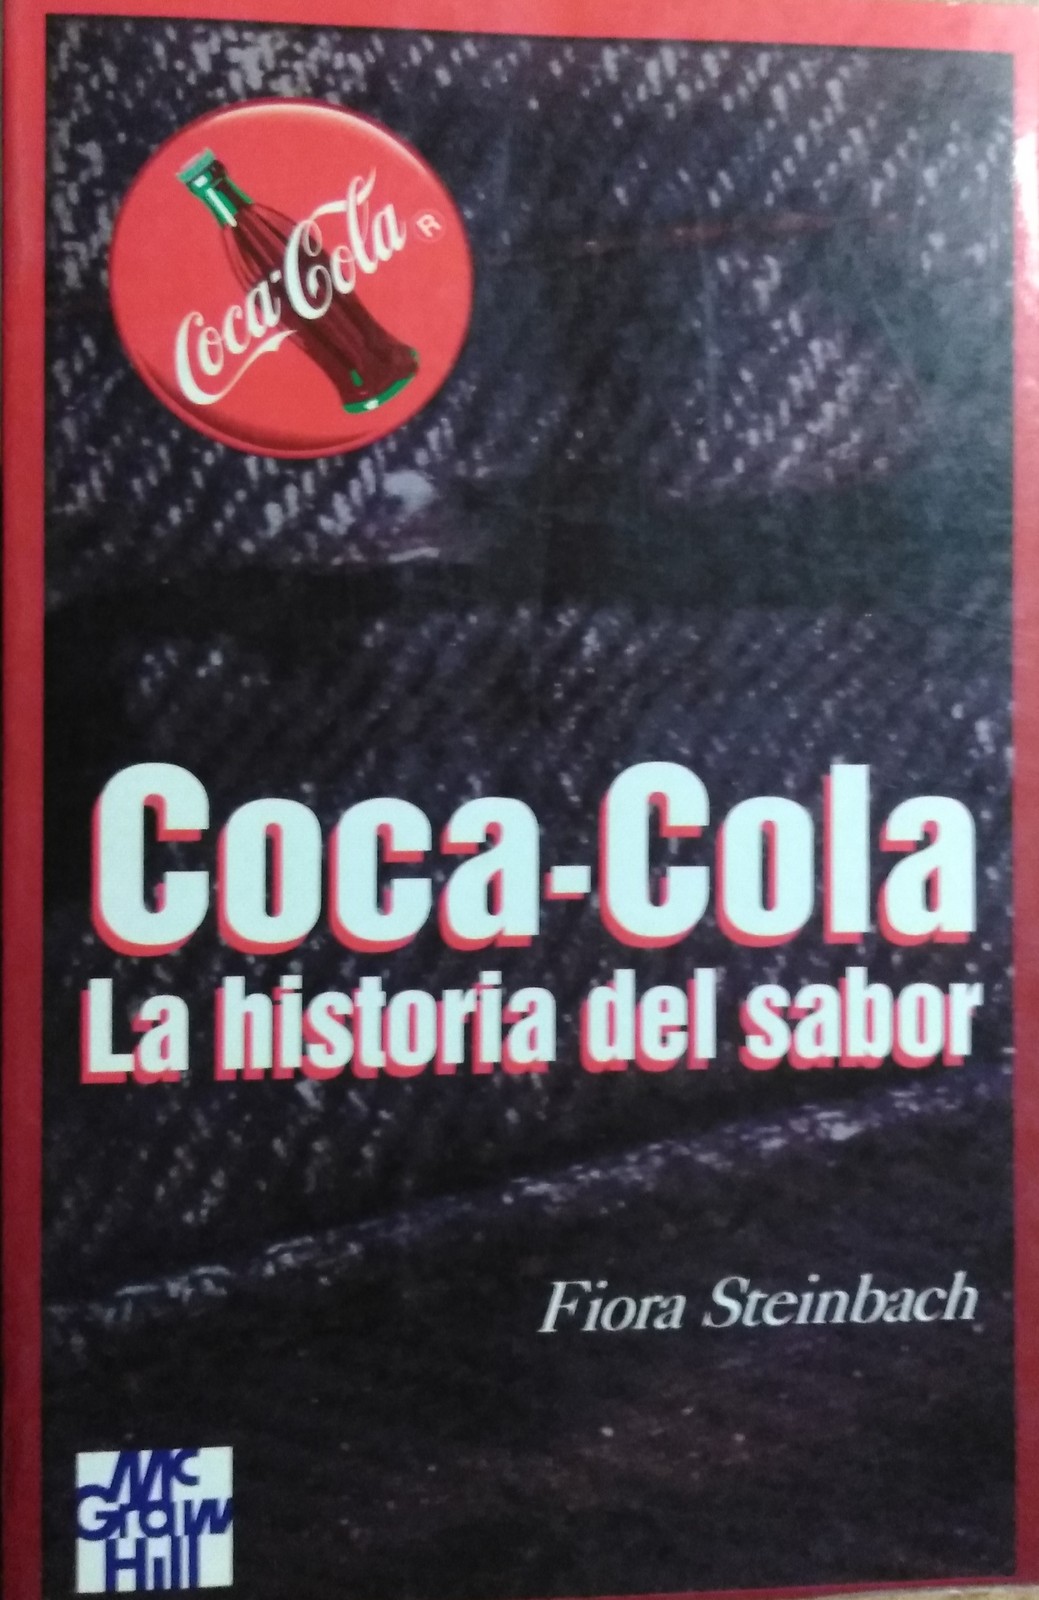 Coca-Cola ®
Coca-Cola
La historia del sabor
Fiora Steinbach
Mc
Graw
Hill